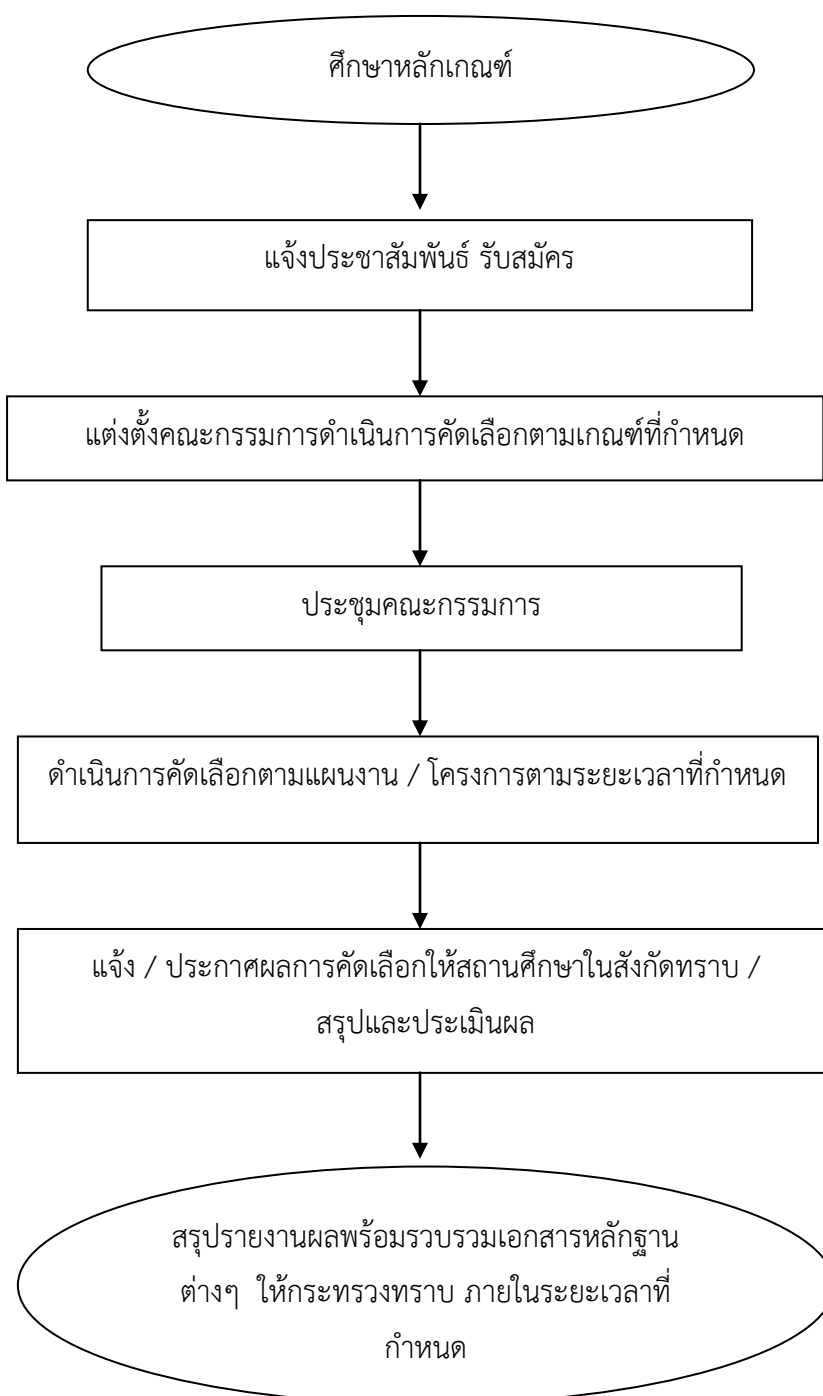 ศึกษาหลักเกณฑ์
แจ้งประชาสัมพันธ์ รับสมัคร
แต่งตั้งคณะกรรมการดำเนินการคัดเลือกตามเกณฑ์ที่กำหนด
ประชุมคณะกรรมการ
ดำเนินการคัดเลือกตามแผนงาน / โครงการตามระยะเวลาที่กำหนด
แจ้ง / ประกาศผลการคัดเลือกให้สถานศึกษาในสังกัดทราบ /
สรุปและประเมินผล
สรุปรายงานผลพร้อมรวบรวมเอกสารหลักฐาน
ต่างๆ ให้กระทรวงทราบ ภายในระยะเวลาที่
กำหนด